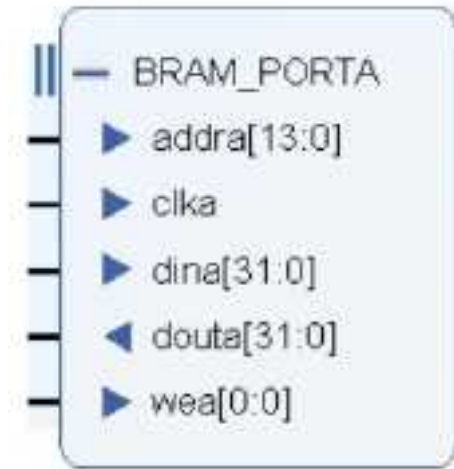 BRAM_PORTA
addra[13:0]
clka
dina[31:0]
douta[31:0]
wea[0:0]